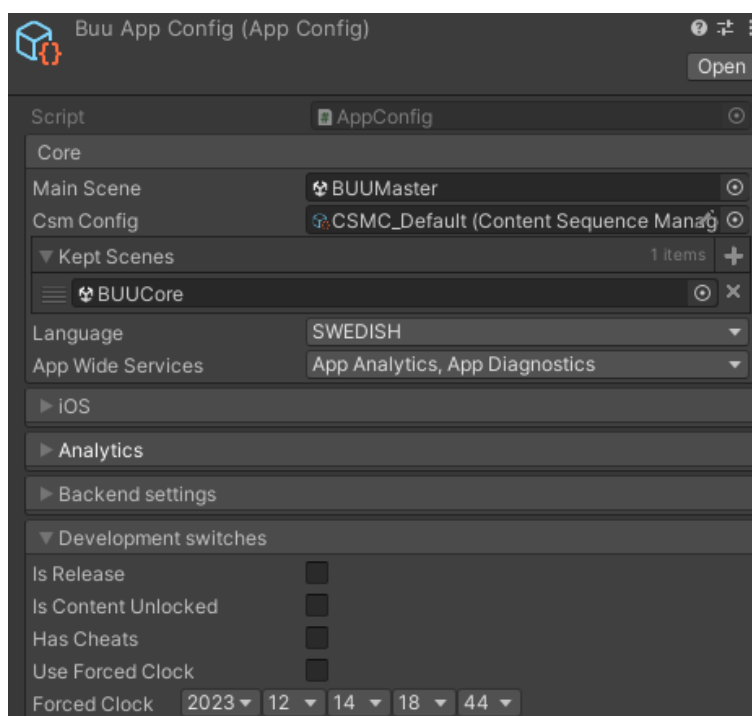 Buu App Config (App Config)
Open
Script AppConfig
Core
Main Scene BUUMaster
Csm Config CSMC_Default (Content Sequence Manag
Kept Scenes 1 items
BUUCore
Language SWEDISH
App Wide Services App Analytics, App Diagnostics
iOS
Analytics
Backend settings
Development switches
Is Release
Is Content Unlocked
Has Cheats
Use Forced Clock
Forced Clock 2023 12 14 18 44